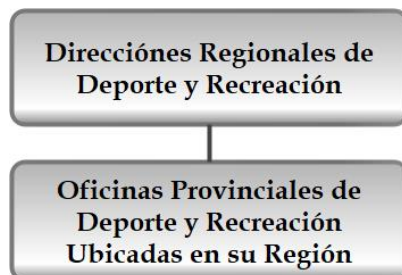 Direcciónes Regionales de
Deporte y Recreación
Oficinas Provinciales de
Deporte y Recreación
Ubicadas en su Región